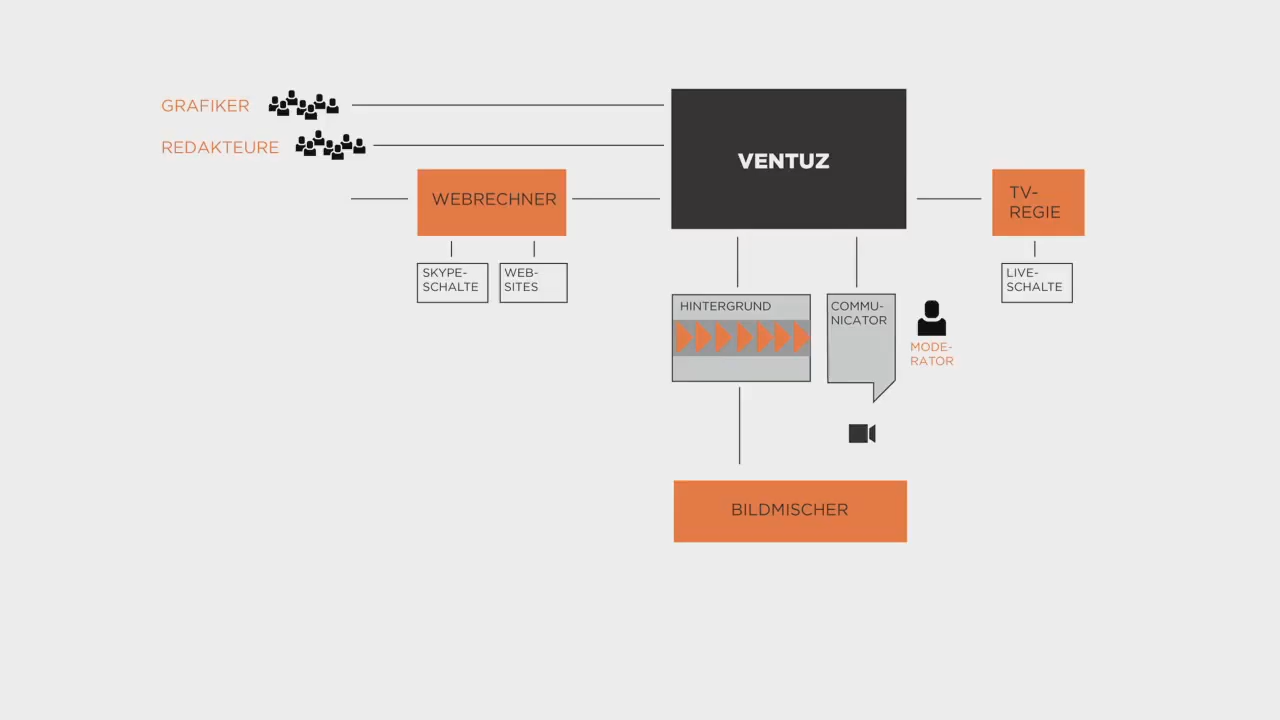 GRAFIKER
REDAKTEURE
VENTUZ
WEBRECHNER
TV-
REGIE
SKYPE-
SCHALTE
WEB-
SITES
LIVE-
SCHALTE
HINTERGRUND
COMMU-
NICATOR
MODE-
RATOR
BILDMISCHER